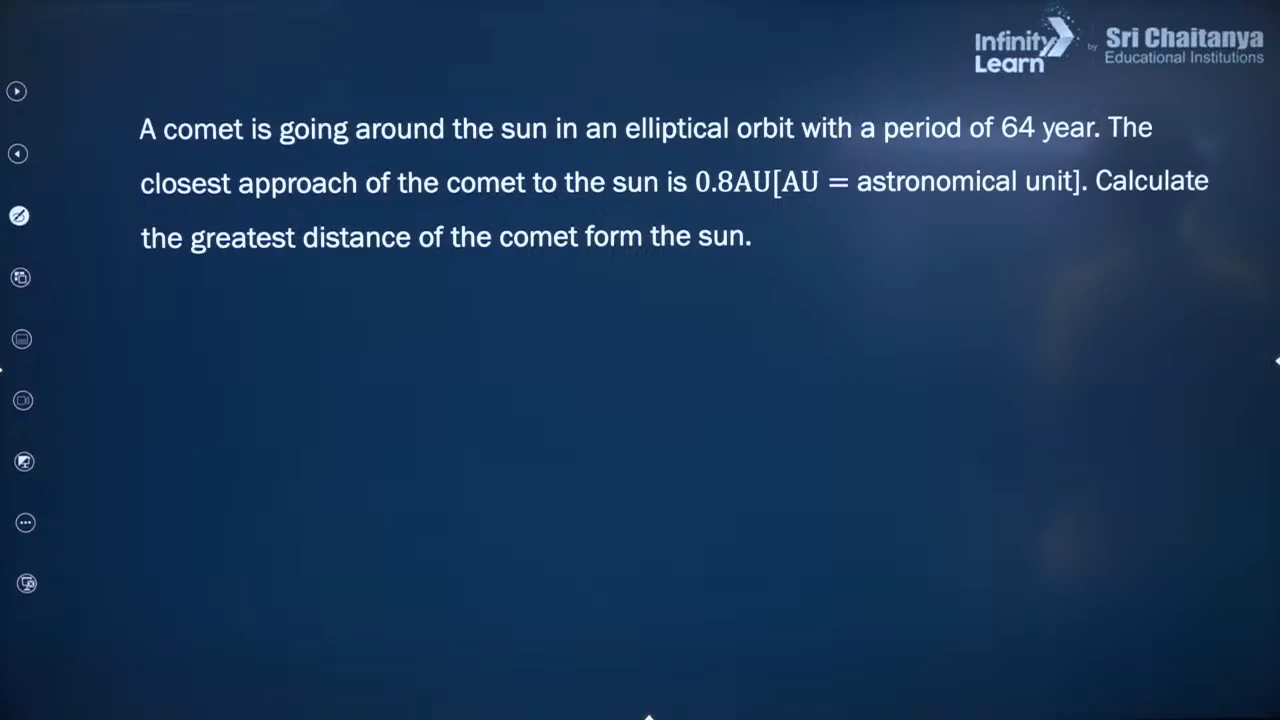 Infinity Learn by Sri Chaitanya Educational Institutions
A comet is going around the sun in an elliptical orbit with a period of 64 year. The
closest approach of the comet to the sun is 0.8AU[AU = astronomical unit]. Calculate
the greatest distance of the comet form the sun.